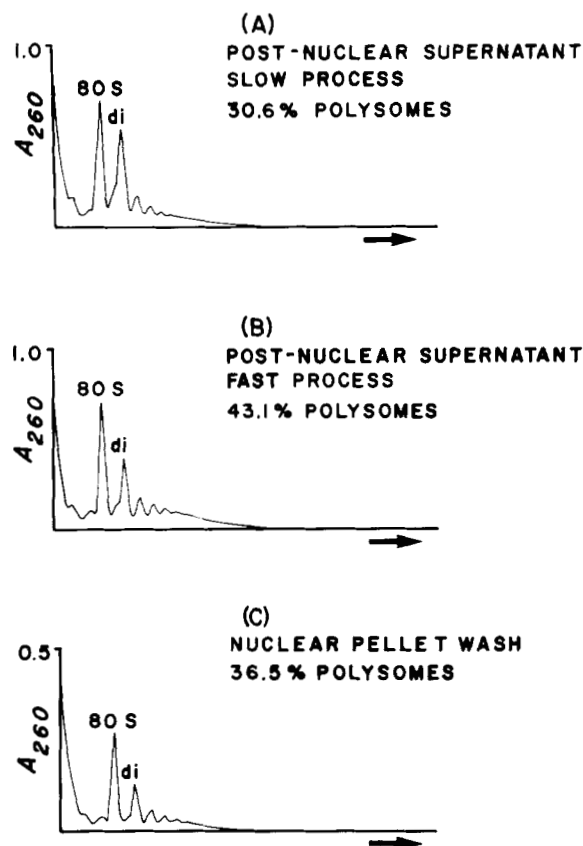 (A)
POST-NUCLEAR SUPERNATANT
SLOW PROCESS
30.6% POLYSOMES
1.0
80 S
di
A260
(B)
POST-NUCLEAR SUPERNATANT
FAST PROCESS
43.1% POLYSOMES
1.0
80 S
di
A260
(C)
NUCLEAR PELLET WASH
36.5% POLYSOMES
0.5
80 S
di
A260